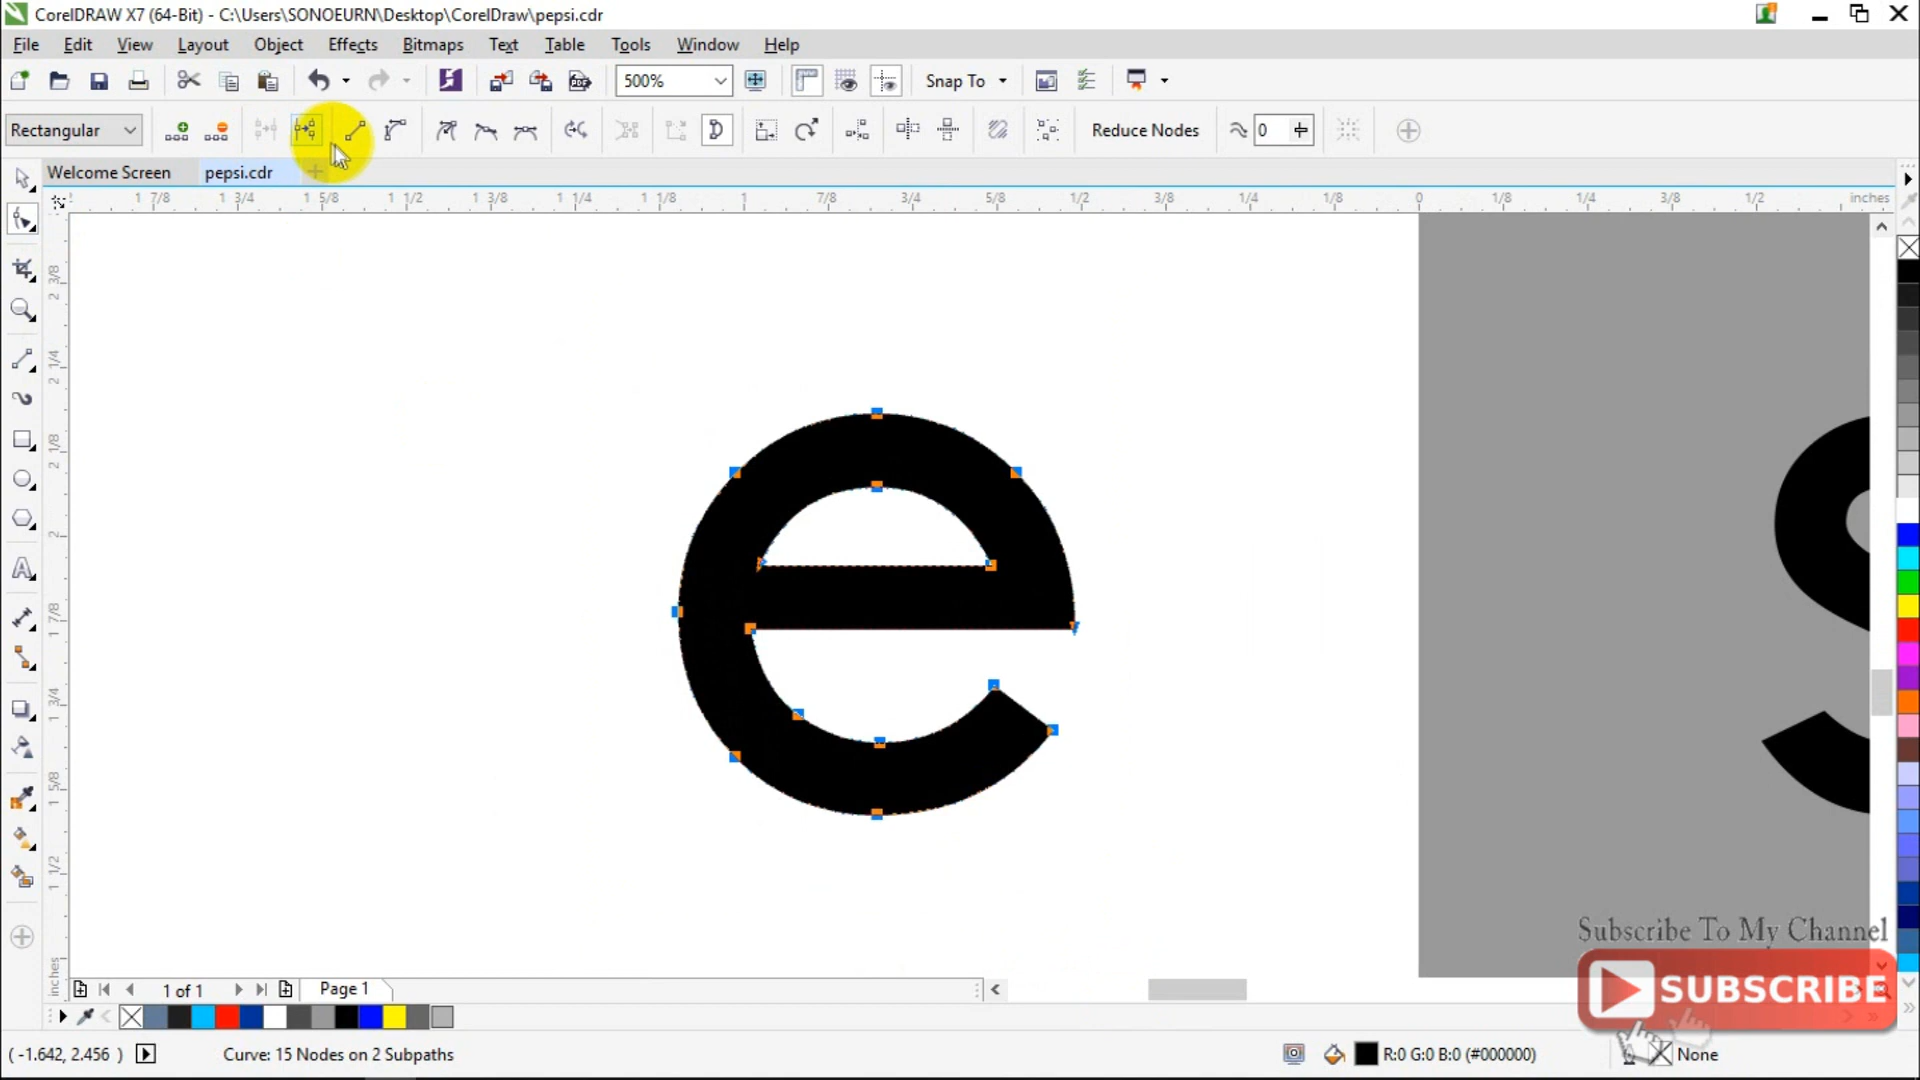 CorelDRAW X7 (64-Bit) - C:\Users\SONOEURN\Desktop\CorelDraw\pepsi.cdr
File Edit View Layout Object Effects Bitmaps Text Table Tools Window Help
500% Snap To
Rectangular Reduce Nodes 0
Welcome Screen pepsi.cdr
1 7/8 1 3/4 1 5/8 1 1/2 1 3/8 1 1/4 1 1/8 1 7/8 3/4 5/8 1/2 3/8 1/4 1/8 0 1/8 1/4 3/8 1/2 inches
2 3/8
2 1/4
2 1/8
2
1 7/8
1 3/4
1 5/8
1 1/2
inches
e
s
Subscribe To My Channel
SUBSCRIBE
1 of 1 Page 1
( -1.642, 2.456 ) Curve: 15 Nodes on 2 Subpaths R:0 G:0 B:0 (#000000) None